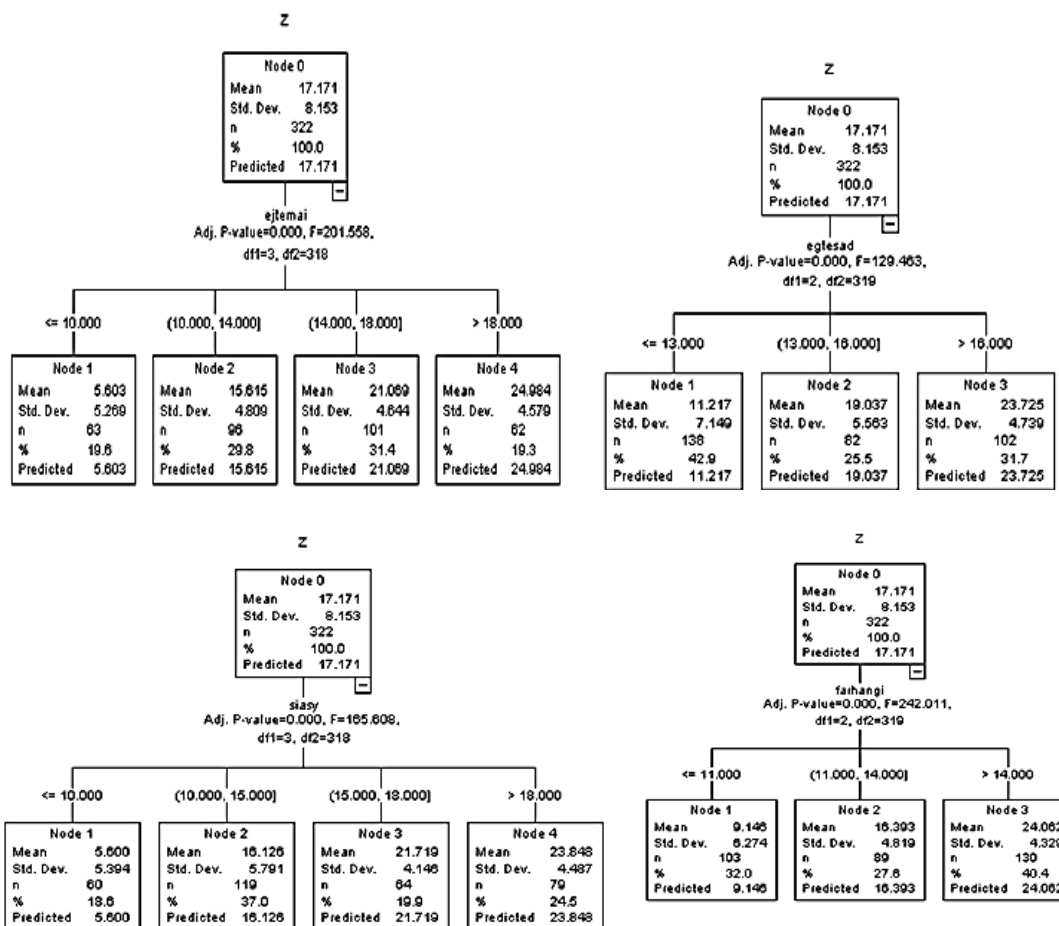 Z
Node 0
Mean 17.171
Std. Dev. 8.153
n 322
% 100.0
Predicted 17.171
ejtemai
Adj. P-value=0.000, F=201.558,
df1=3, df2=318
<= 10.000
(10.000, 14.000]
(14.000, 18.000]
> 18.000
Node 1
Mean 5.603
Std. Dev. 5.269
n 63
% 19.6
Predicted 5.603
Node 2
Mean 15.615
Std. Dev. 4.809
n 96
% 29.8
Predicted 15.615
Node 3
Mean 21.069
Std. Dev. 4.644
n 101
% 31.4
Predicted 21.069
Node 4
Mean 24.984
Std. Dev. 4.579
n 62
% 19.3
Predicted 24.984
Z
Node 0
Mean 17.171
Std. Dev. 8.153
n 322
% 100.0
Predicted 17.171
egtesad
Adj. P-value=0.000, F=129.463,
df1=2, df2=319
<= 13.000
(13.000, 16.000]
> 16.000
Node 1
Mean 11.217
Std. Dev. 7.149
n 138
% 42.9
Predicted 11.217
Node 2
Mean 19.037
Std. Dev. 5.563
n 82
% 25.5
Predicted 19.037
Node 3
Mean 23.725
Std. Dev. 4.739
n 102
% 31.7
Predicted 23.725
Z
Node 0
Mean 17.171
Std. Dev. 8.153
n 322
% 100.0
Predicted 17.171
siasy
Adj. P-value=0.000, F=165.608,
df1=3, df2=318
<= 10.000
(10.000, 15.000]
(15.000, 18.000]
> 18.000
Node 1
Mean 5.600
Std. Dev. 5.394
n 60
% 18.6
Predicted 5.600
Node 2
Mean 16.126
Std. Dev. 5.791
n 119
% 37.0
Predicted 16.126
Node 3
Mean 21.719
Std. Dev. 4.146
n 64
% 19.9
Predicted 21.719
Node 4
Mean 23.848
Std. Dev. 4.487
n 79
% 24.5
Predicted 23.848
Z
Node 0
Mean 17.171
Std. Dev. 8.153
n 322
% 100.0
Predicted 17.171
farhangi
Adj. P-value=0.000, F=242.011,
df1=2, df2=319
<= 11.000
(11.000, 14.000]
> 14.000
Node 1
Mean 9.146
Std. Dev. 6.274
n 103
% 32.0
Predicted 9.146
Node 2
Mean 16.393
Std. Dev. 4.819
n 89
% 27.6
Predicted 16.393
Node 3
Mean 24.062
Std. Dev. 4.329
n 130
% 40.4
Predicted 24.062